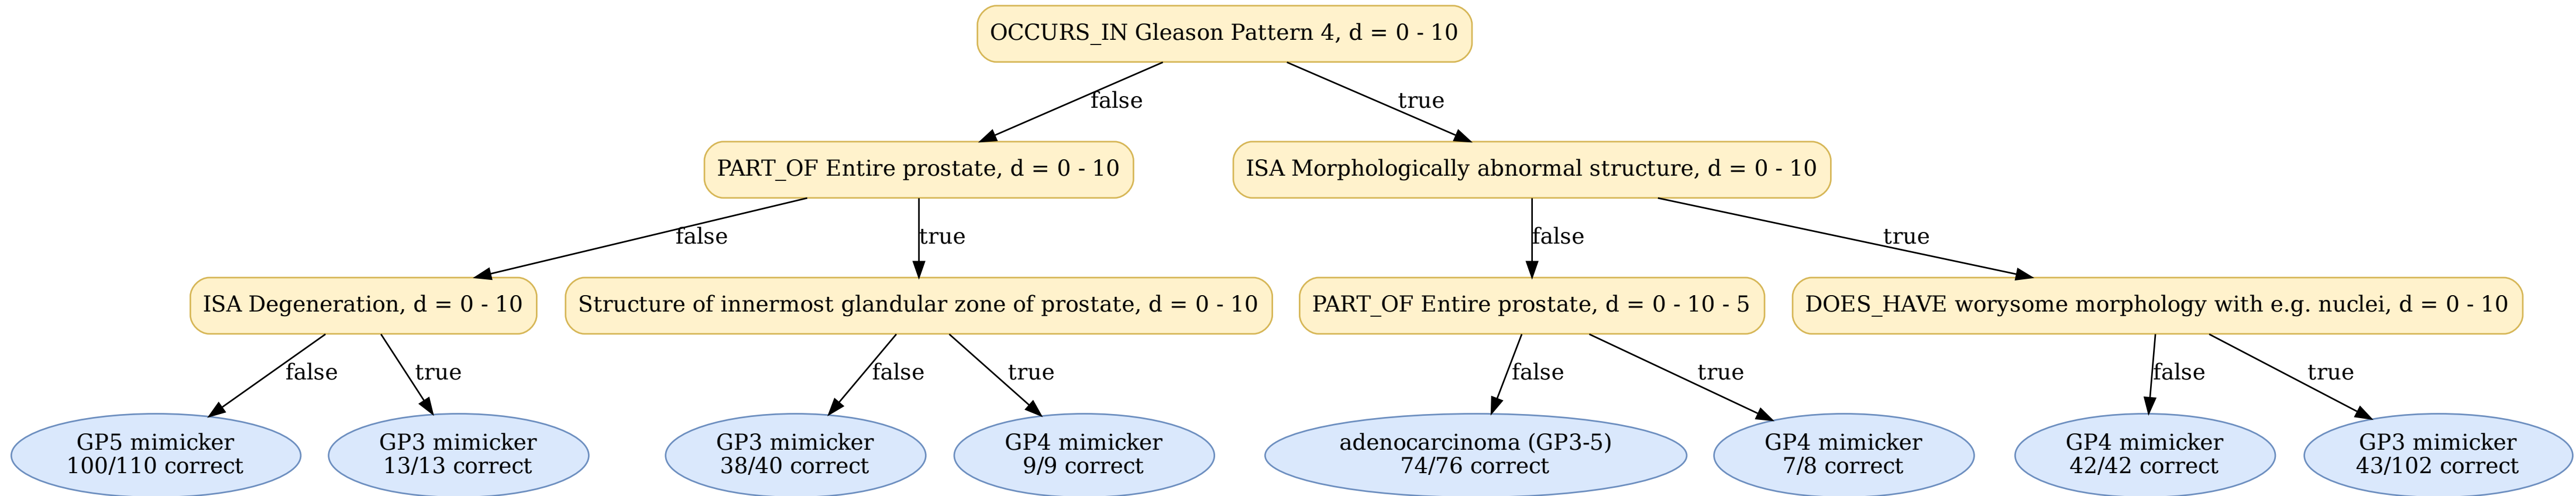 OCCURS_IN Gleason Pattern 4, d = 0 - 10
false
true
PART_OF Entire prostate, d = 0 - 10
ISA Morphologically abnormal structure, d = 0 - 10
false
true
false
true
ISA Degeneration, d = 0 - 10
Structure of innermost glandular zone of prostate, d = 0 - 10
PART_OF Entire prostate, d = 0 - 10 - 5
DOES_HAVE worysome morphology with e.g. nuclei, d = 0 - 10
false
true
false
true
false
true
false
true
GP5 mimicker
100/110 correct
GP3 mimicker
13/13 correct
GP3 mimicker
38/40 correct
GP4 mimicker
9/9 correct
adenocarcinoma (GP3-5)
74/76 correct
GP4 mimicker
7/8 correct
GP4 mimicker
42/42 correct
GP3 mimicker
43/102 correct